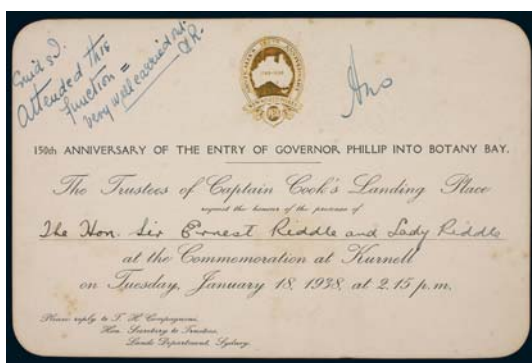 Enid & I.
Attended this
function =
very well carried out.
ER.
Ans
150th ANNIVERSARY OF THE ENTRY OF GOVERNOR PHILLIP INTO BOTANY BAY.
The Trustees of Captain Cook's Landing Place
request the honour of the presence of
The Hon. Sir Ernest Riddle and Lady Riddle
at the Commemoration at Kurnell
on Tuesday, January 18, 1938, at 2.15 p.m.
Please reply to
Hon. Secretary to Trustees,
Lands Department, Sydney.